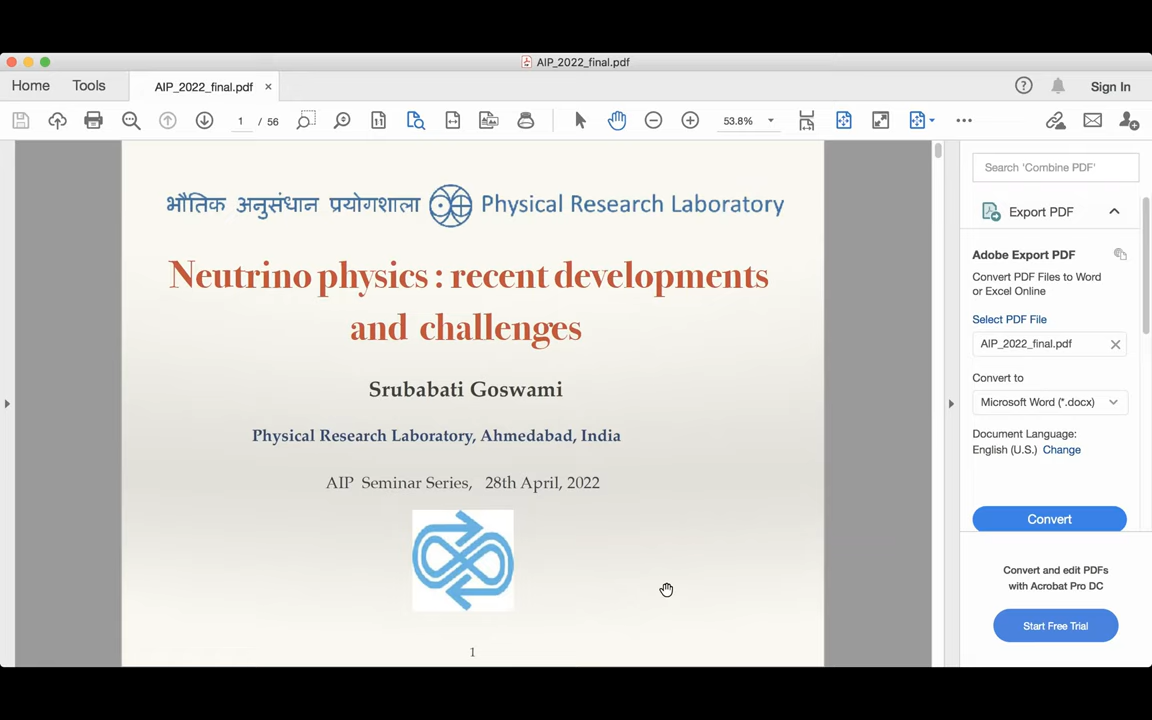 AIP_2022_final.pdf
Home Tools AIP_2022_final.pdf × Sign In
1 / 56 53.8%
Search 'Combine PDF'
भौतिक अनुसंधान प्रयोगशाला Physical Research Laboratory
Export PDF
Neutrino physics : recent developments
and challenges
Adobe Export PDF
Convert PDF Files to Word
or Excel Online
Select PDF File
AIP_2022_final.pdf
Srubabati Goswami
Convert to
Microsoft Word (*.docx)
Physical Research Laboratory, Ahmedabad, India
Document Language:
English (U.S.) Change
AIP Seminar Series, 28th April, 2022
Convert
Convert and edit PDFs
with Acrobat Pro DC
Start Free Trial
1